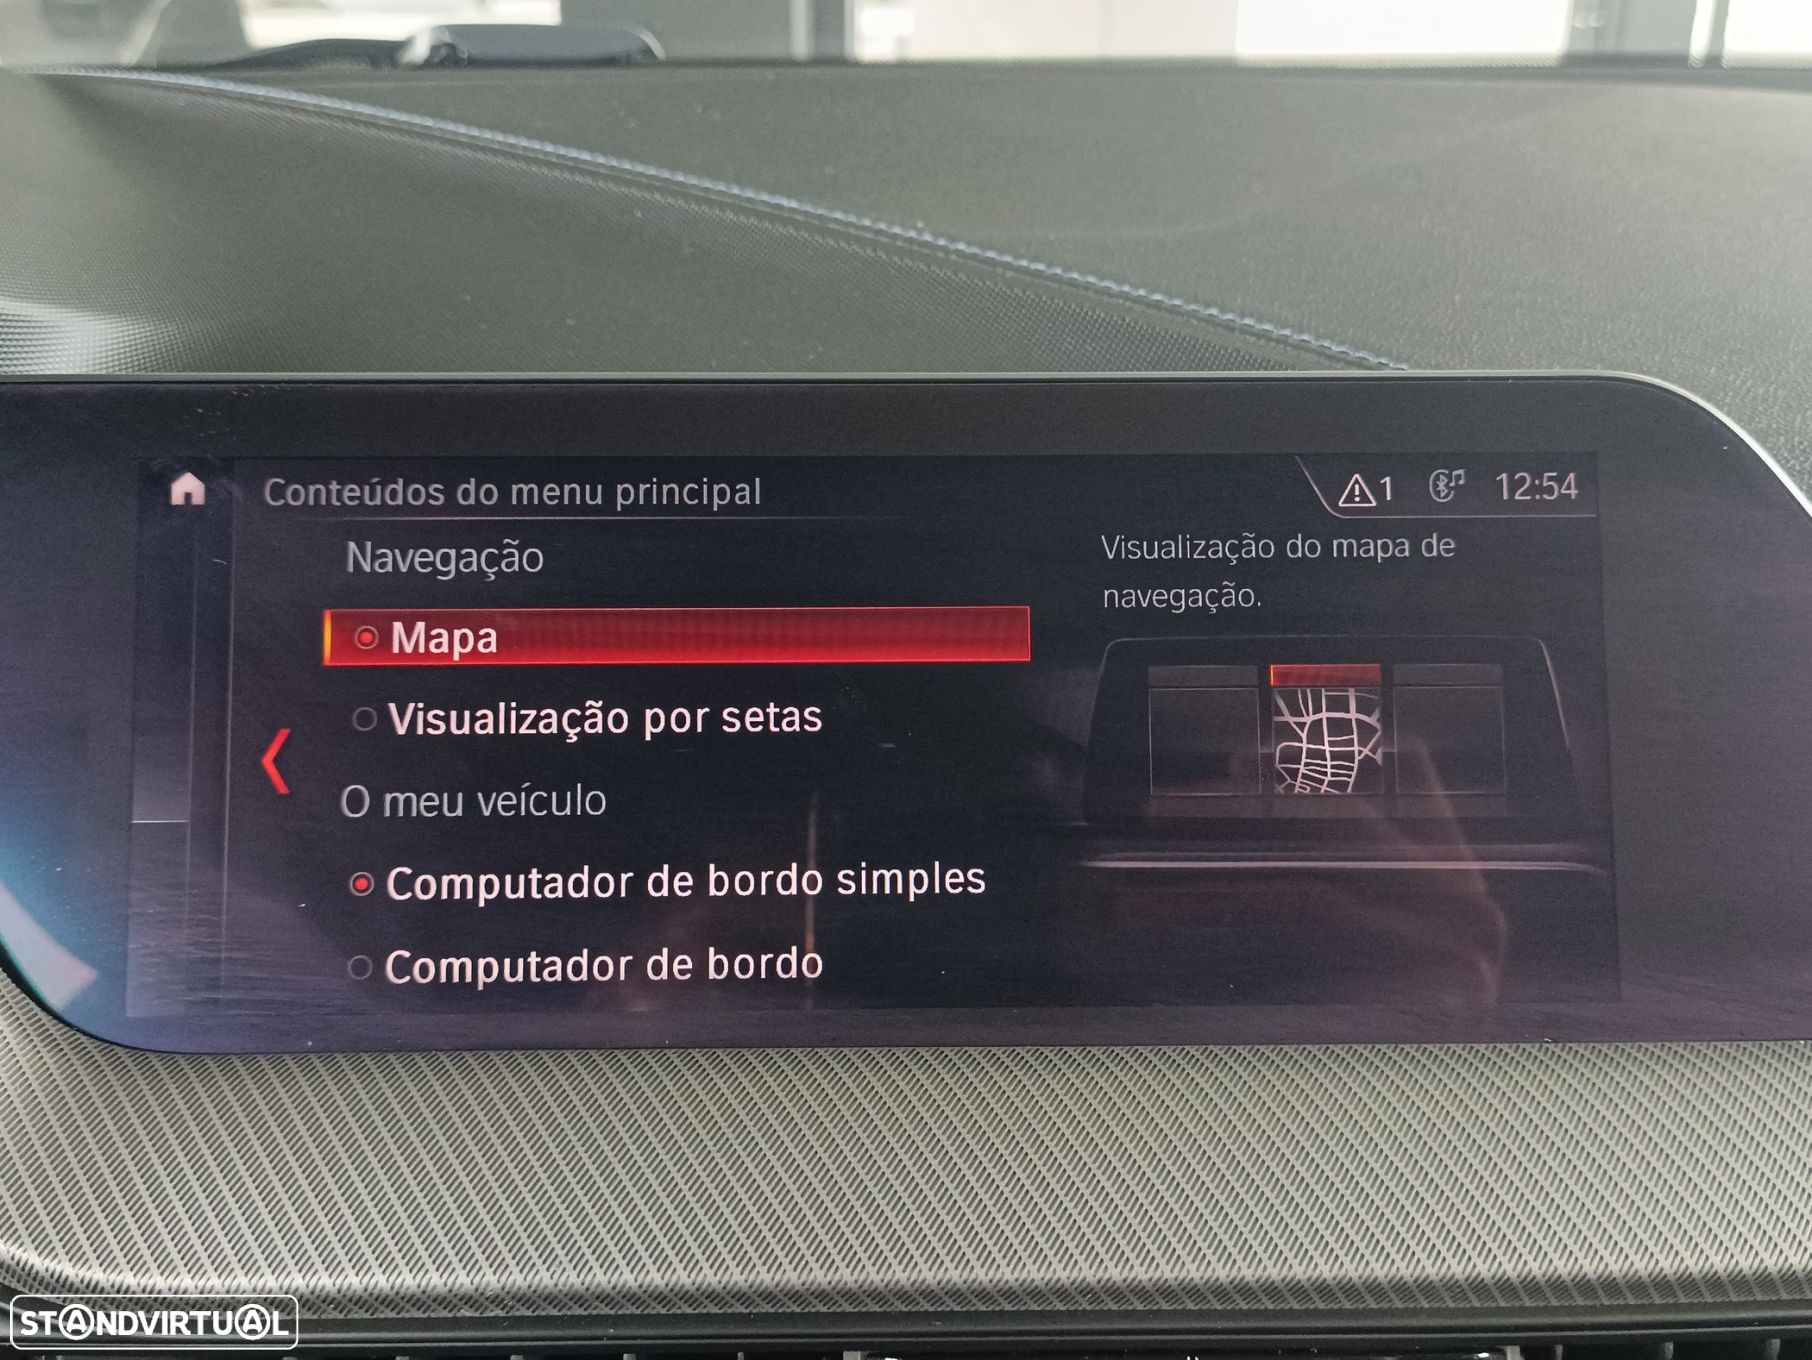 Conteúdos do menu principal
1 12:54
Navegação
Mapa
Visualização por setas
O meu veículo
Computador de bordo simples
Computador de bordo
Visualização do mapa de
navegação.
STANDVIRTUAL